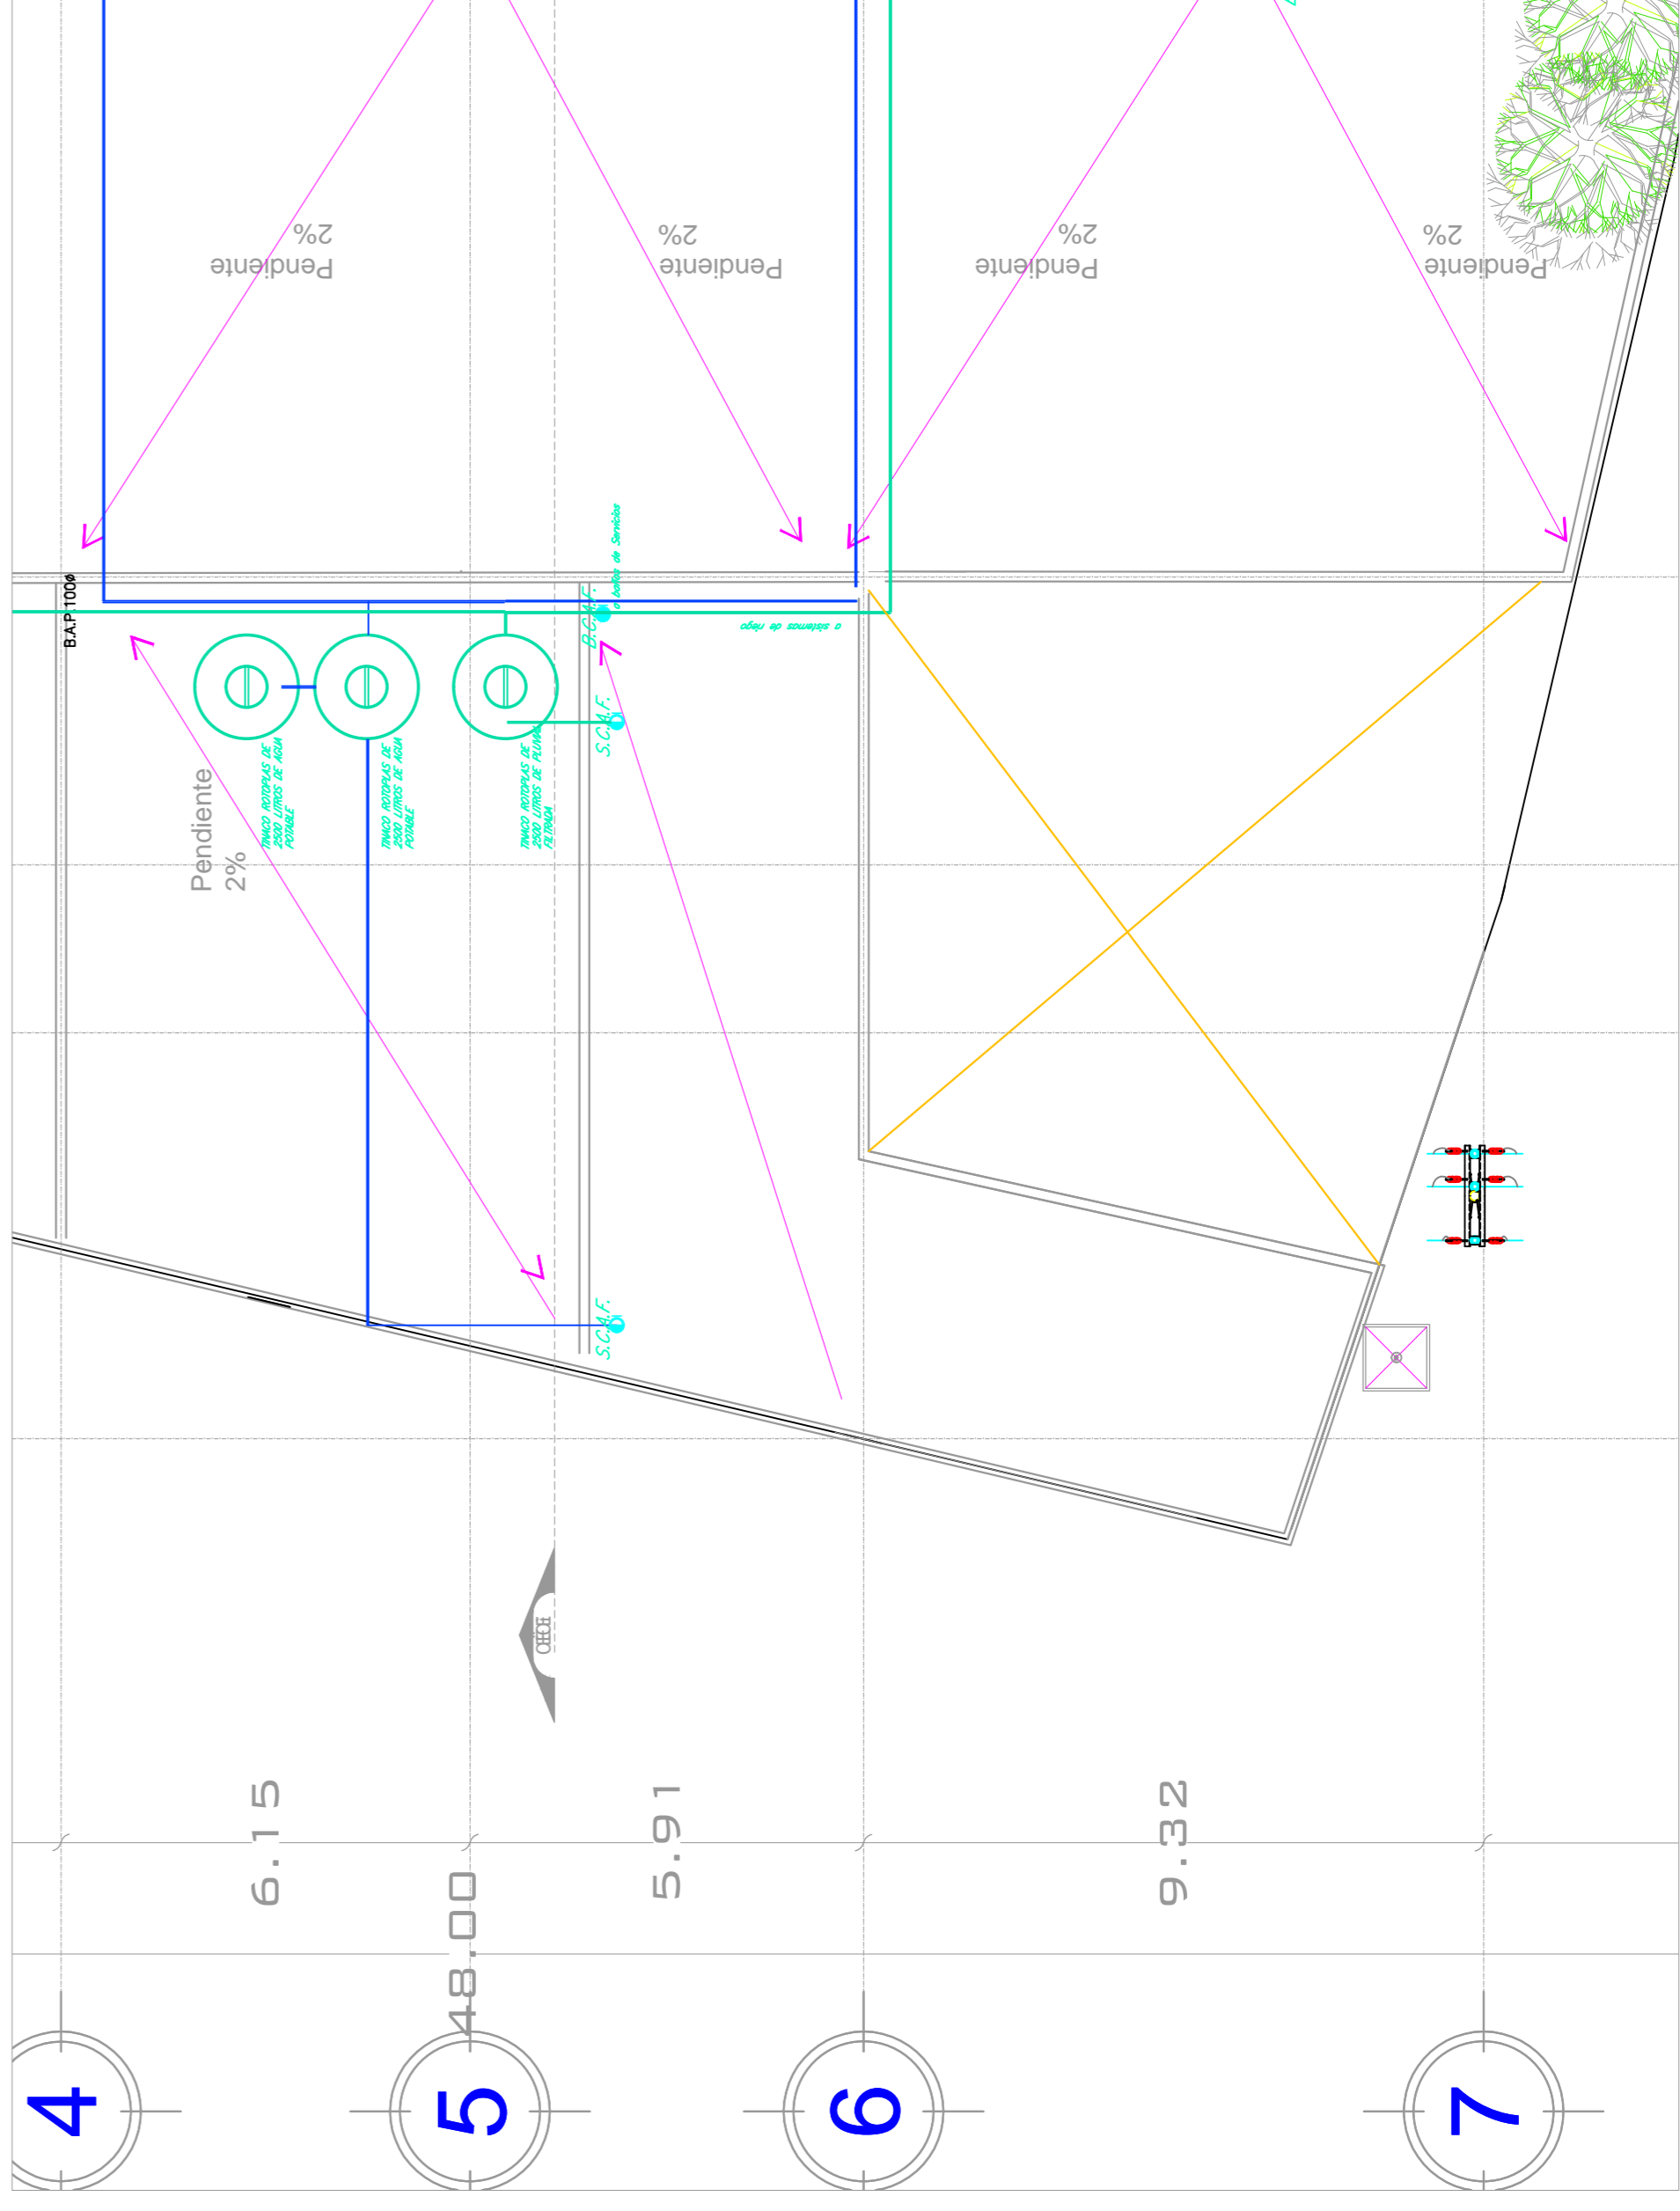 2%
Pendiente
2%
Pendiente
2%
Pendiente
2%
Pendiente
B.A.P.100ø
a baños de Servicios
B.C.A.F.
a sistemas de riego
S.C.A.F.
TINACO ROTOPLAS DE
2500 LITROS DE AGUA
POTABLE
TINACO ROTOPLAS DE
2500 LITROS DE AGUA
POTABLE
TINACO ROTOPLAS DE
2500 LITROS DE PLUVIAL
FILTRADA
Pendiente
2%
S.C.A.F.
6.15
5.91
9.32
48.00
4
5
6
7